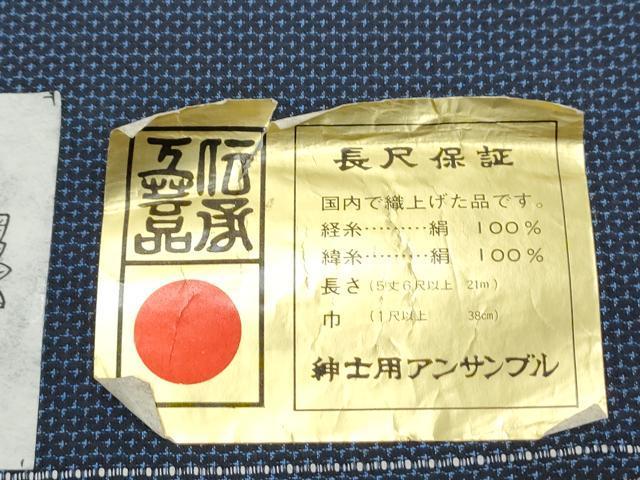 伝承
工芸品
長尺保証
国内で織上げた品です。
経糸………絹 100%
緯糸………絹 100%
長さ(5丈6尺以上 21m)
巾 (1尺以上 38cm)
紳士用アンサンブル